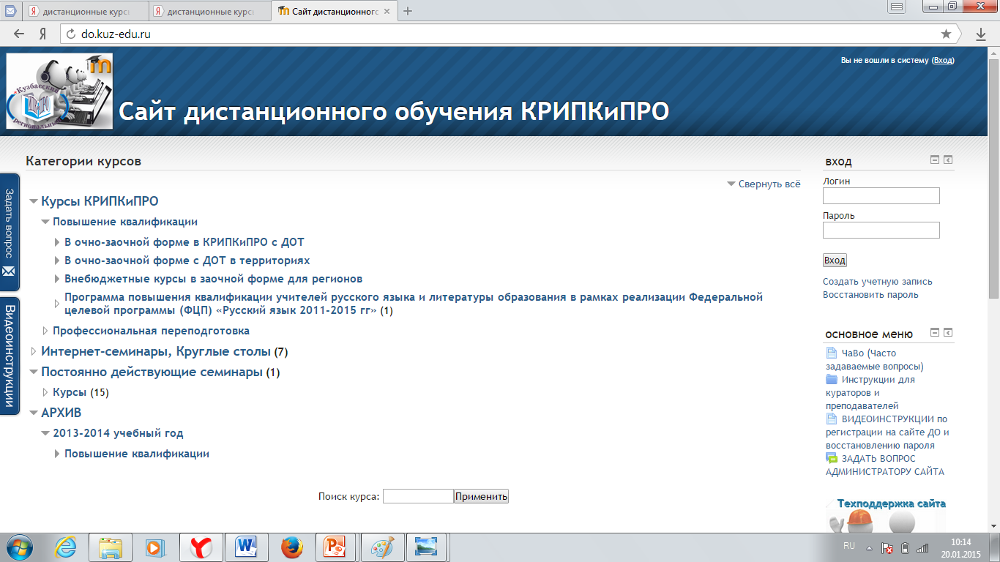 дистанционные курс
дистанционные курс
Сайт дистанционного
do.kuz-edu.ru
Вы не вошли в систему (Вход)
Кузбасский
региональный
Сайт дистанционного обучения КРИПКиПРО
Задать вопрос
Видеоинструкции
Категории курсов
Свернуть всё
Курсы КРИПКиПРО
Повышение квалификации
В очно-заочной форме в КРИПКиПРО с ДОТ
В очно-заочной форме с ДОТ в территориях
Внебюджетные курсы в заочной форме для регионов
Программа повышения квалификации учителей русского языка и литературы образования в рамках реализации Федеральной
целевой программы (ФЦП) «Русский язык 2011-2015 гг» (1)
Профессиональная переподготовка
Интернет-семинары, Круглые столы (7)
Постоянно действующие семинары (1)
Курсы (15)
АРХИВ
2013-2014 учебный год
Повышение квалификации
Поиск курса:
Применить
вход
Логин
Пароль
Вход
Создать учетную запись
Восстановить пароль
основное меню
ЧаВо (Часто
задаваемые вопросы)
Инструкции для
кураторов и
преподавателей
ВИДЕОИНСТРУКЦИИ по
регистрации на сайте ДО и
восстановлению пароля
ЗАДАТЬ ВОПРОС
АДМИНИСТРАТОРУ САЙТА
Техподдержка сайта
RU
10:14
20.01.2015